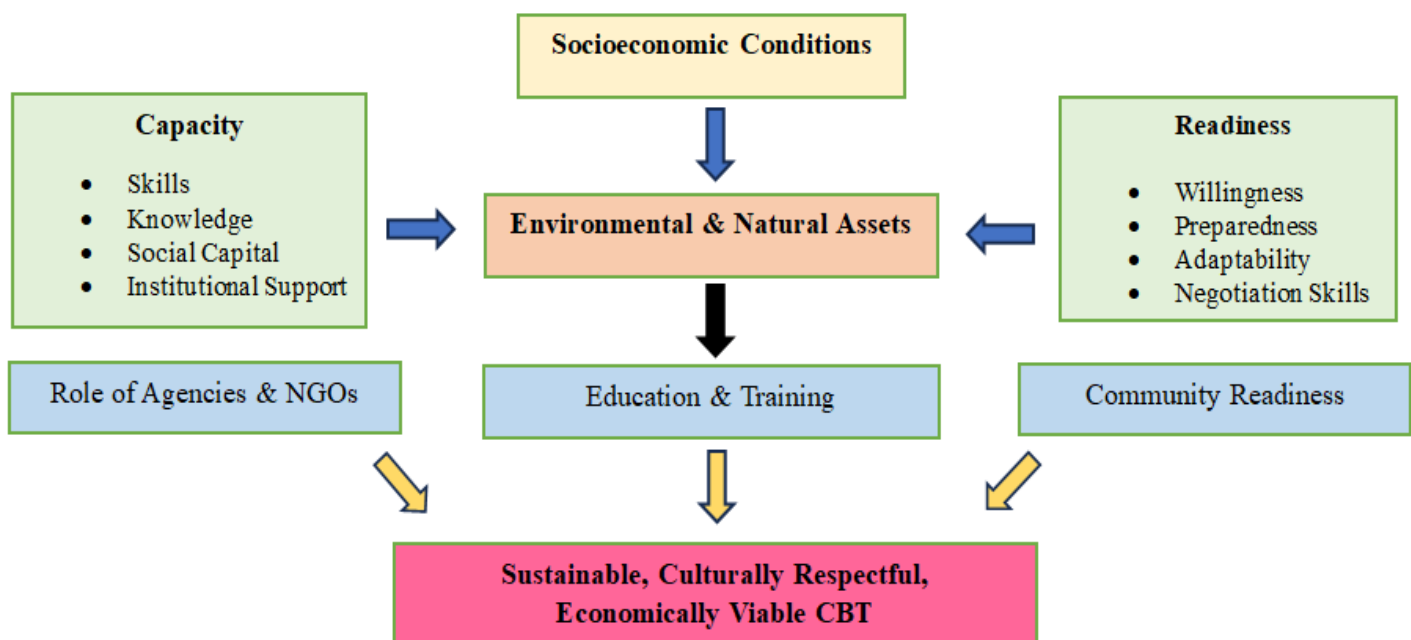 Socioeconomic Conditions
Capacity
• Skills
• Knowledge
• Social Capital
• Institutional Support
Environmental & Natural Assets
Readiness
• Willingness
• Preparedness
• Adaptability
• Negotiation Skills
Role of Agencies & NGOs
Education & Training
Community Readiness
Sustainable, Culturally Respectful,
Economically Viable CBT